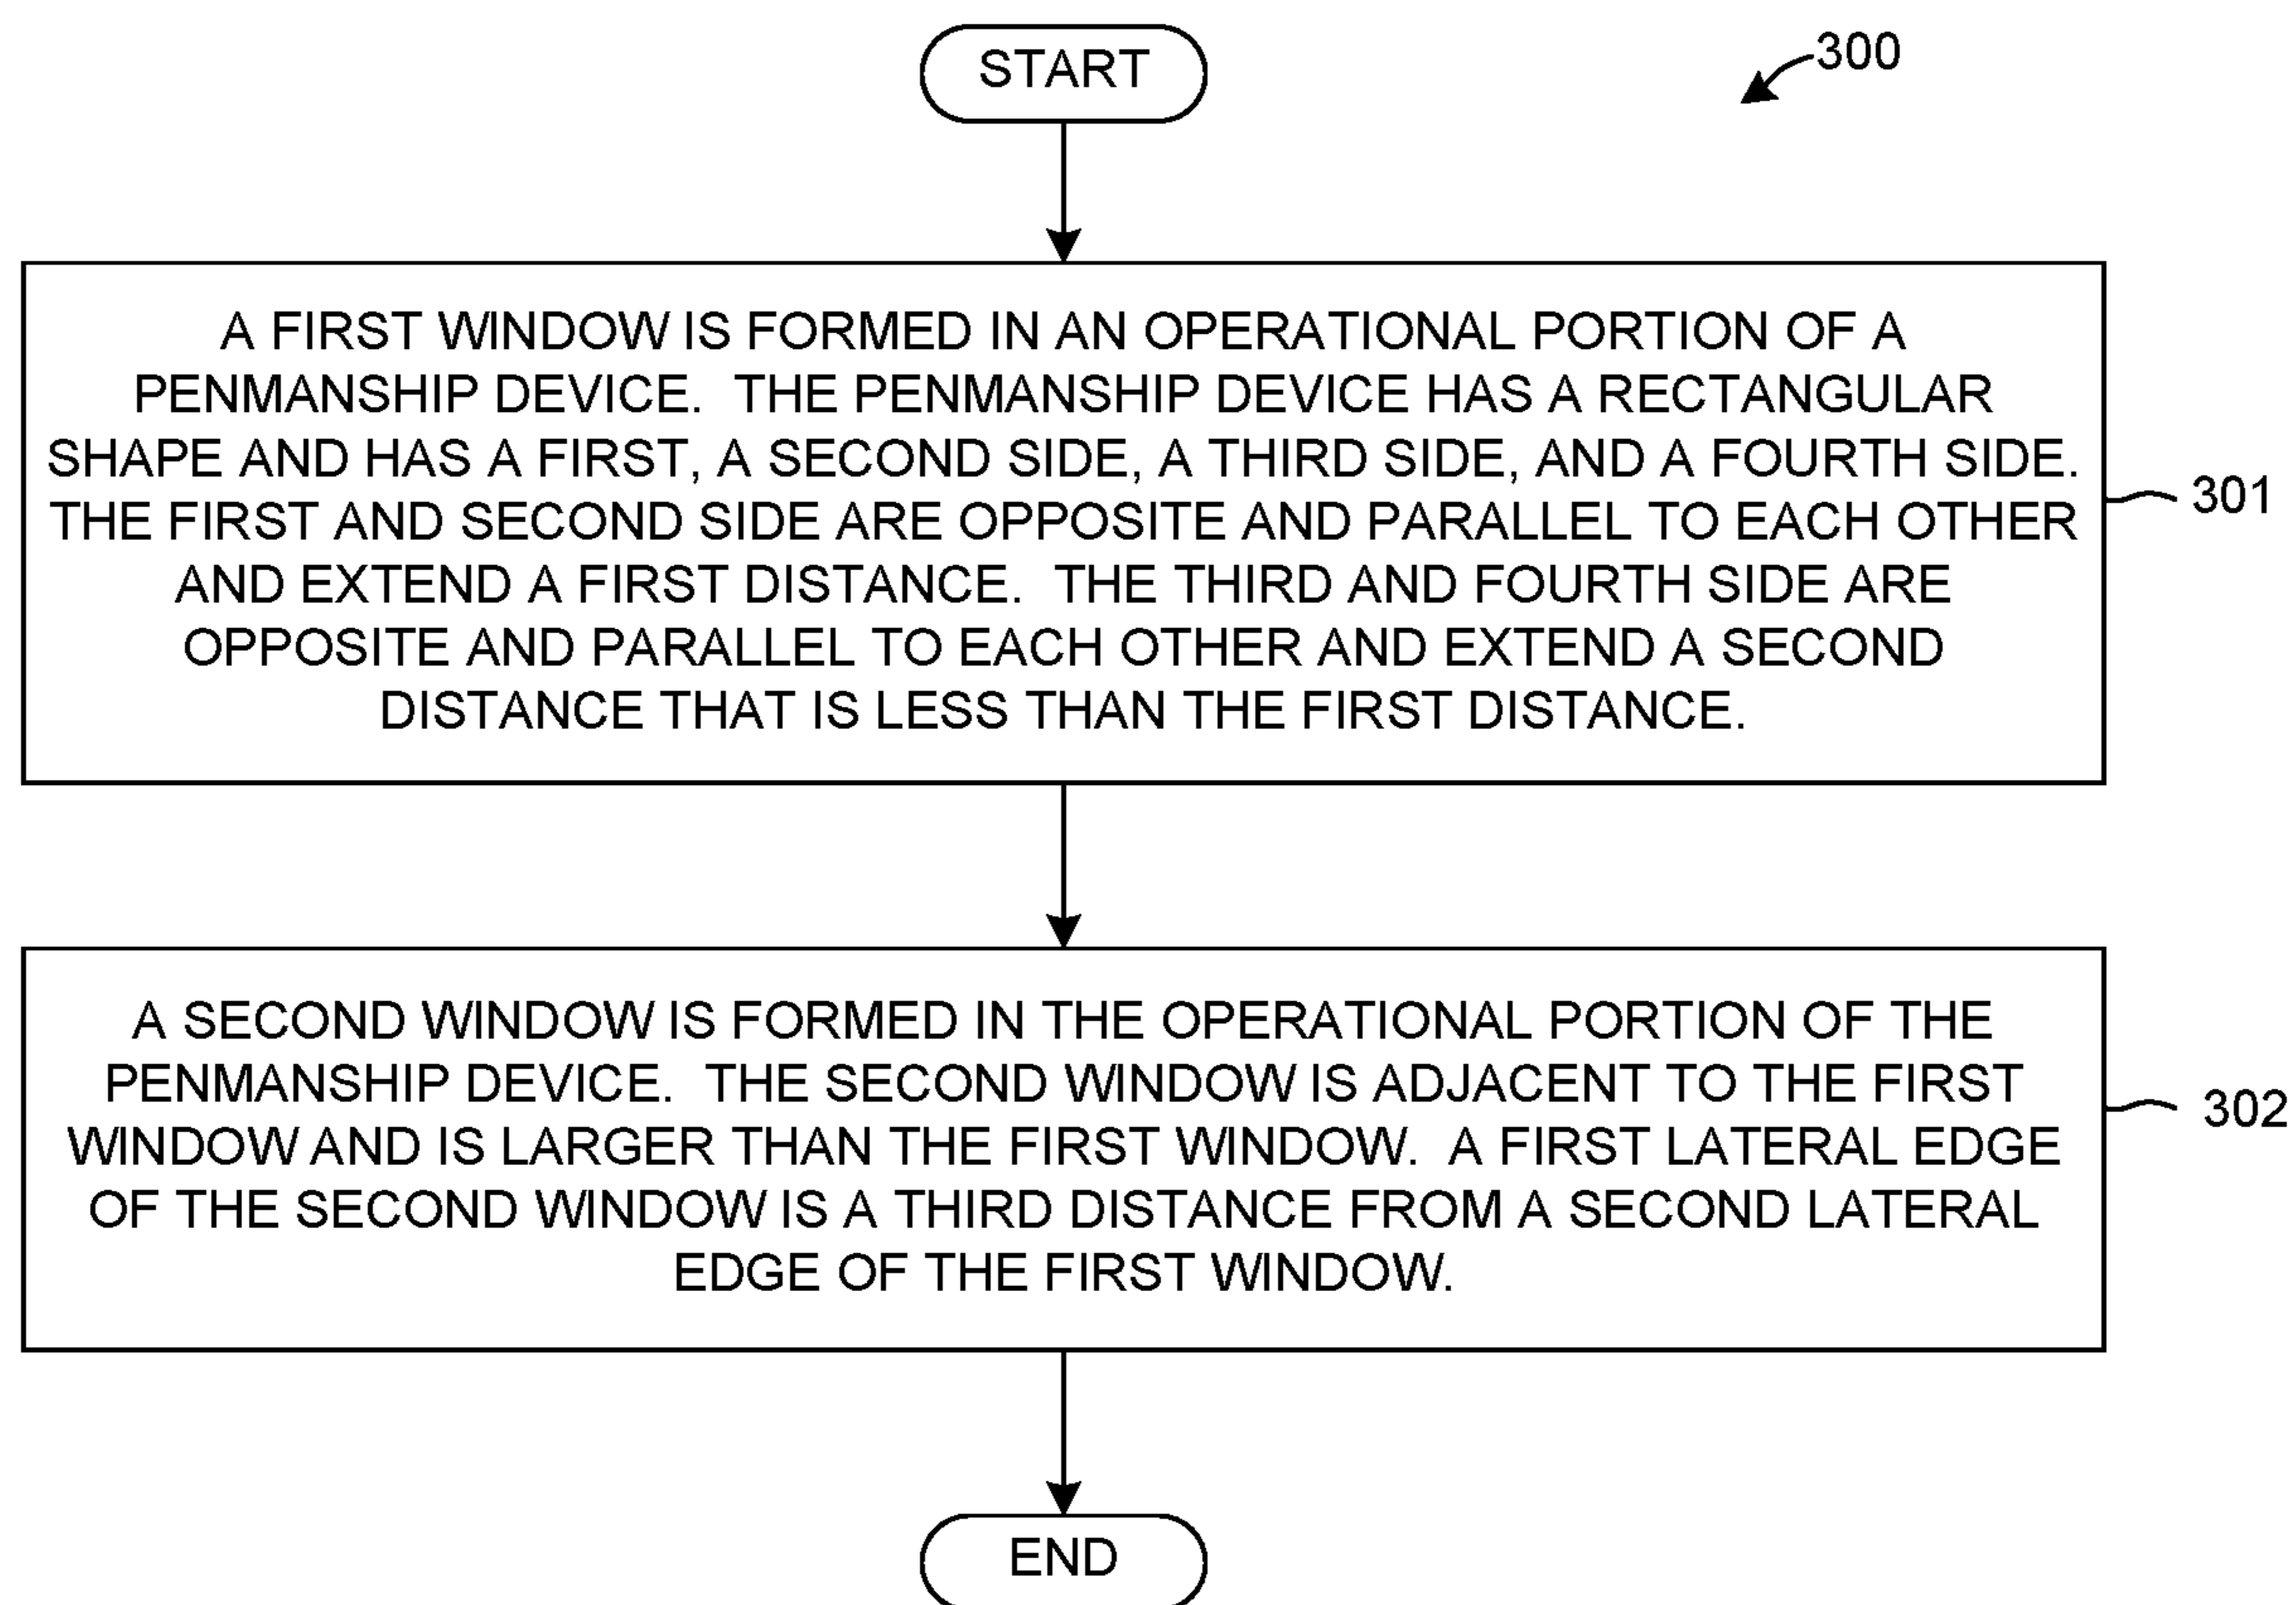 START
300
A FIRST WINDOW IS FORMED IN AN OPERATIONAL PORTION OF A
PENMANSHIP DEVICE. THE PENMANSHIP DEVICE HAS A RECTANGULAR
SHAPE AND HAS A FIRST, A SECOND SIDE, A THIRD SIDE, AND A FOURTH SIDE.
THE FIRST AND SECOND SIDE ARE OPPOSITE AND PARALLEL TO EACH OTHER
AND EXTEND A FIRST DISTANCE. THE THIRD AND FOURTH SIDE ARE
OPPOSITE AND PARALLEL TO EACH OTHER AND EXTEND A SECOND
DISTANCE THAT IS LESS THAN THE FIRST DISTANCE.
301
A SECOND WINDOW IS FORMED IN THE OPERATIONAL PORTION OF THE
PENMANSHIP DEVICE. THE SECOND WINDOW IS ADJACENT TO THE FIRST
WINDOW AND IS LARGER THAN THE FIRST WINDOW. A FIRST LATERAL EDGE
OF THE SECOND WINDOW IS A THIRD DISTANCE FROM A SECOND LATERAL
EDGE OF THE FIRST WINDOW.
302
END